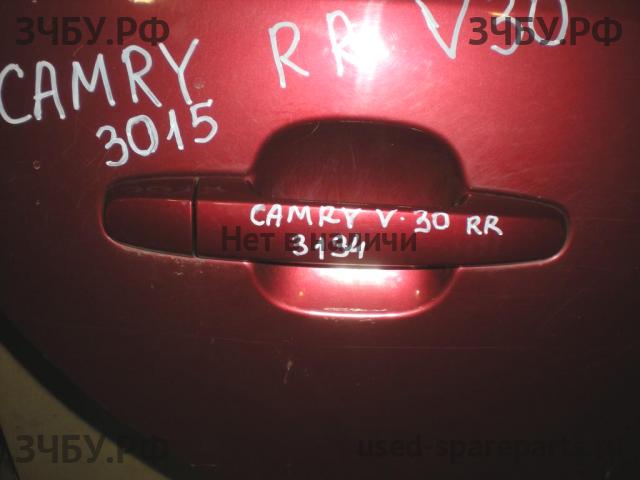 ЗЧБУ.РФ
ЗЧБУ.РФ
CAMRY RR V30
3015
CAMRY V-30 RR
3134
Нет в наличии
ЗЧБУ.РФ
used-spareparts.ru